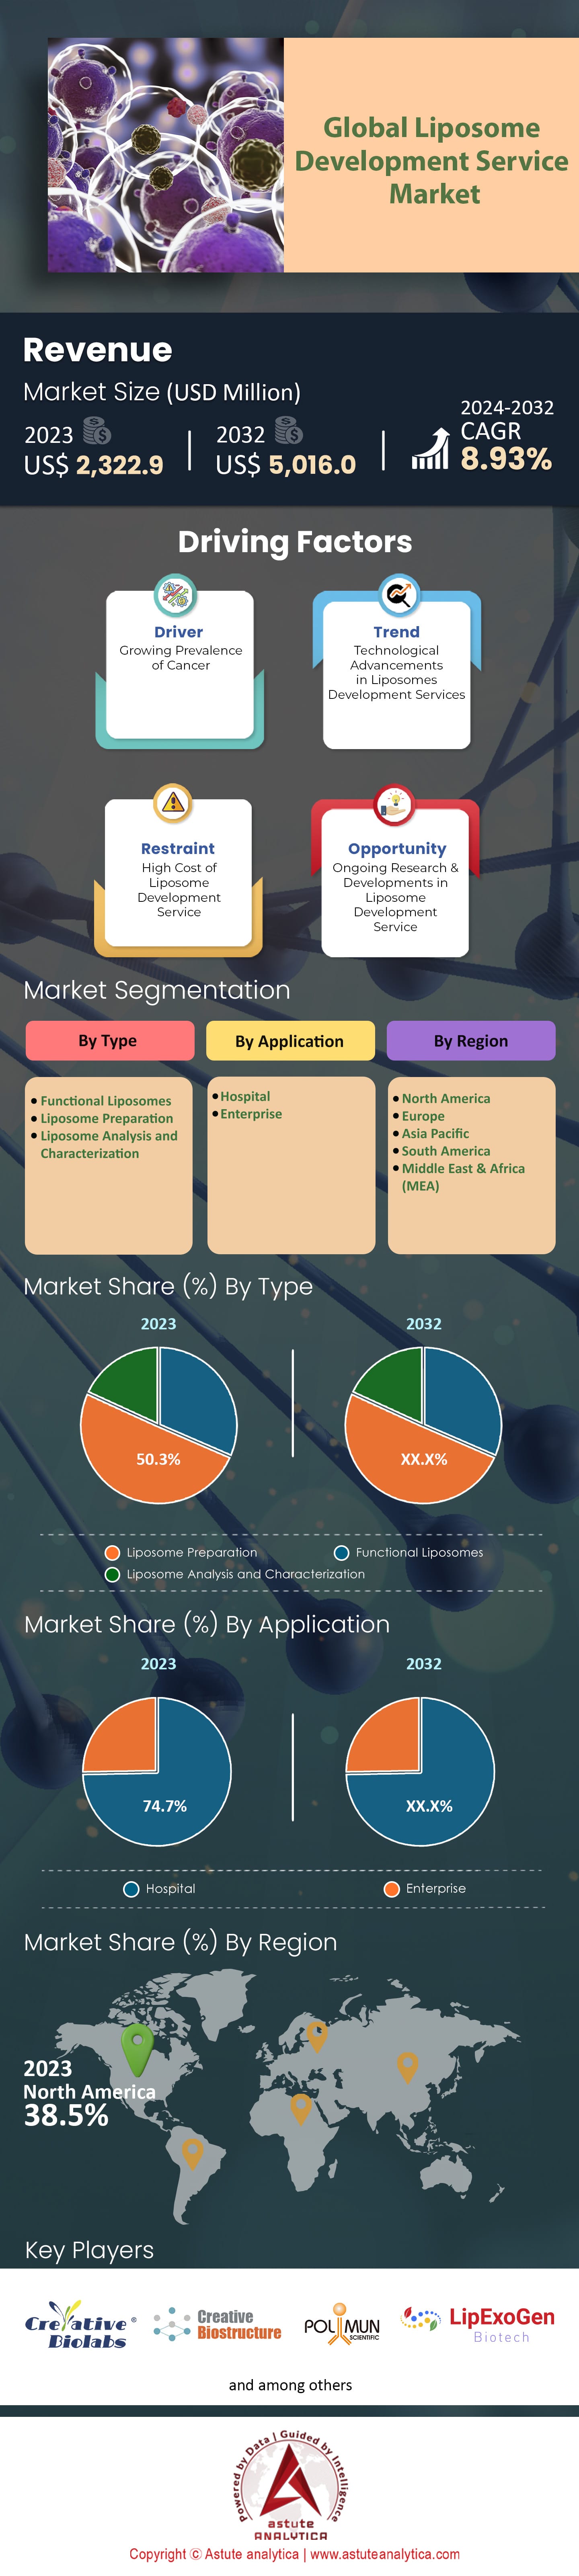 Global Liposome
Development Service
Market
Revenue
Market Size (USD Million)
2023
US$ 2,322.9
2032
US$ 5,016.0
2024-2032
CAGR
8.93%
Driving Factors
Driver
Growing Prevalence
of Cancer
Trend
Technological
Advancements
in Liposomes
Development Services
Restraint
High Cost of
Liposome
Development
Service
Opportunity
Ongoing Research &
Developments in
Liposome
Development
Service
Market Segmentation
By Type
By Application
By Region
Functional Liposomes
Liposome Preparation
Liposome Analysis and
Characterization
Hospital
Enterprise
North America
Europe
Asia Pacific
South America
Middle East & Africa
(MEA)
Market Share (%) By Type
2023
2032
50.3%
XX.X%
Liposome Preparation
Functional Liposomes
Liposome Analysis and Characterization
Market Share (%) By Application
2023
2032
74.7%
XX.X%
Hospital
Enterprise
Market Share (%) By Region
2023
North America
38.5%
Key Players
Creative®
Biolabs
Creative
Biostructure
POLYMUN
SCIENTIFIC
LipExoGen
Biotech
and among others
Powered by Data | Guided by Intelligence
astute
ANALYTICA
Copyright © Astute analytica | www.astuteanalytica.com